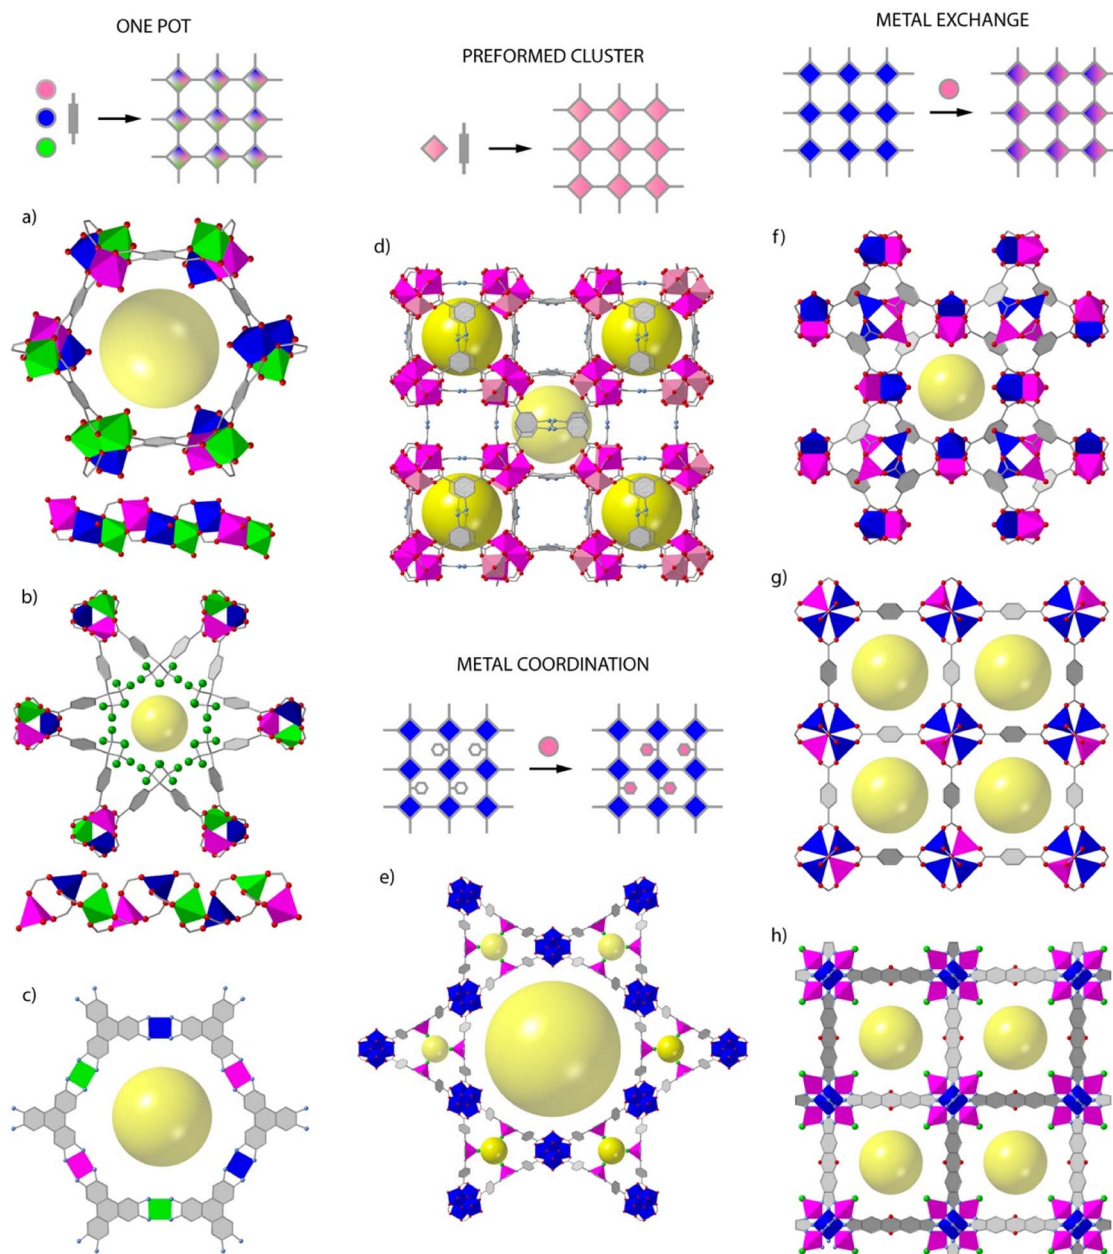 ONE POT
a)
b)
c)
PREFORMED CLUSTER
d)
METAL COORDINATION
e)
METAL EXCHANGE
f)
g)
h)